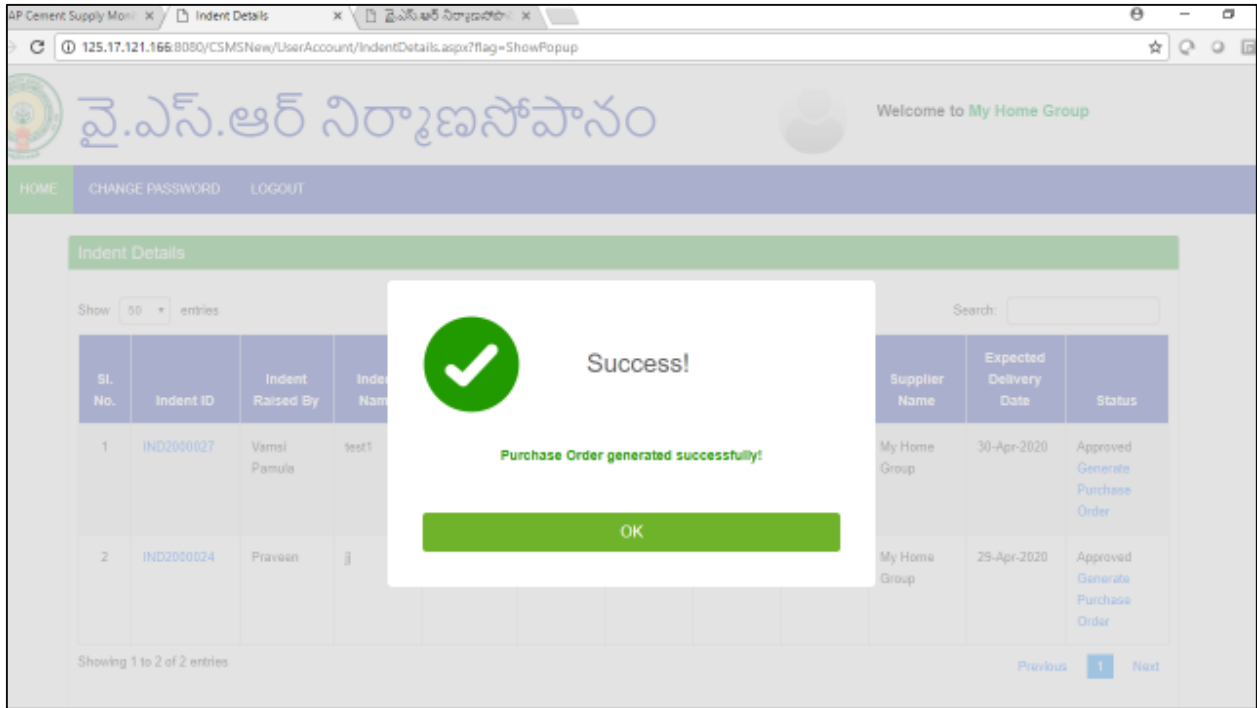 AP Cement Supply Moni
Indent Details
వై.ఎస్.ఆర్ నిర్మాణసోపాన
125.17.121.166:8080/CSMSNew/UserAccount/IndentDetails.aspx?flag=ShowPopup
వై.ఎస్.ఆర్ నిర్మాణసోపానం
Welcome to My Home Group
HOME CHANGE PASSWORD LOGOUT
Indent Details
Show 50 entries Search:
Sl. No. Indent ID Indent Raised By Inde Nam Supplier Name Expected Delivery Date Status
1 IND2000027 Vamsi Pamula test1 My Home Group 30-Apr-2020 Approved Generate Purchase Order
2 IND2000024 Praveen jj My Home Group 29-Apr-2020 Approved Generate Purchase Order
Success!
Purchase Order generated successfully!
OK
Showing 1 to 2 of 2 entries
Previous 1 Next